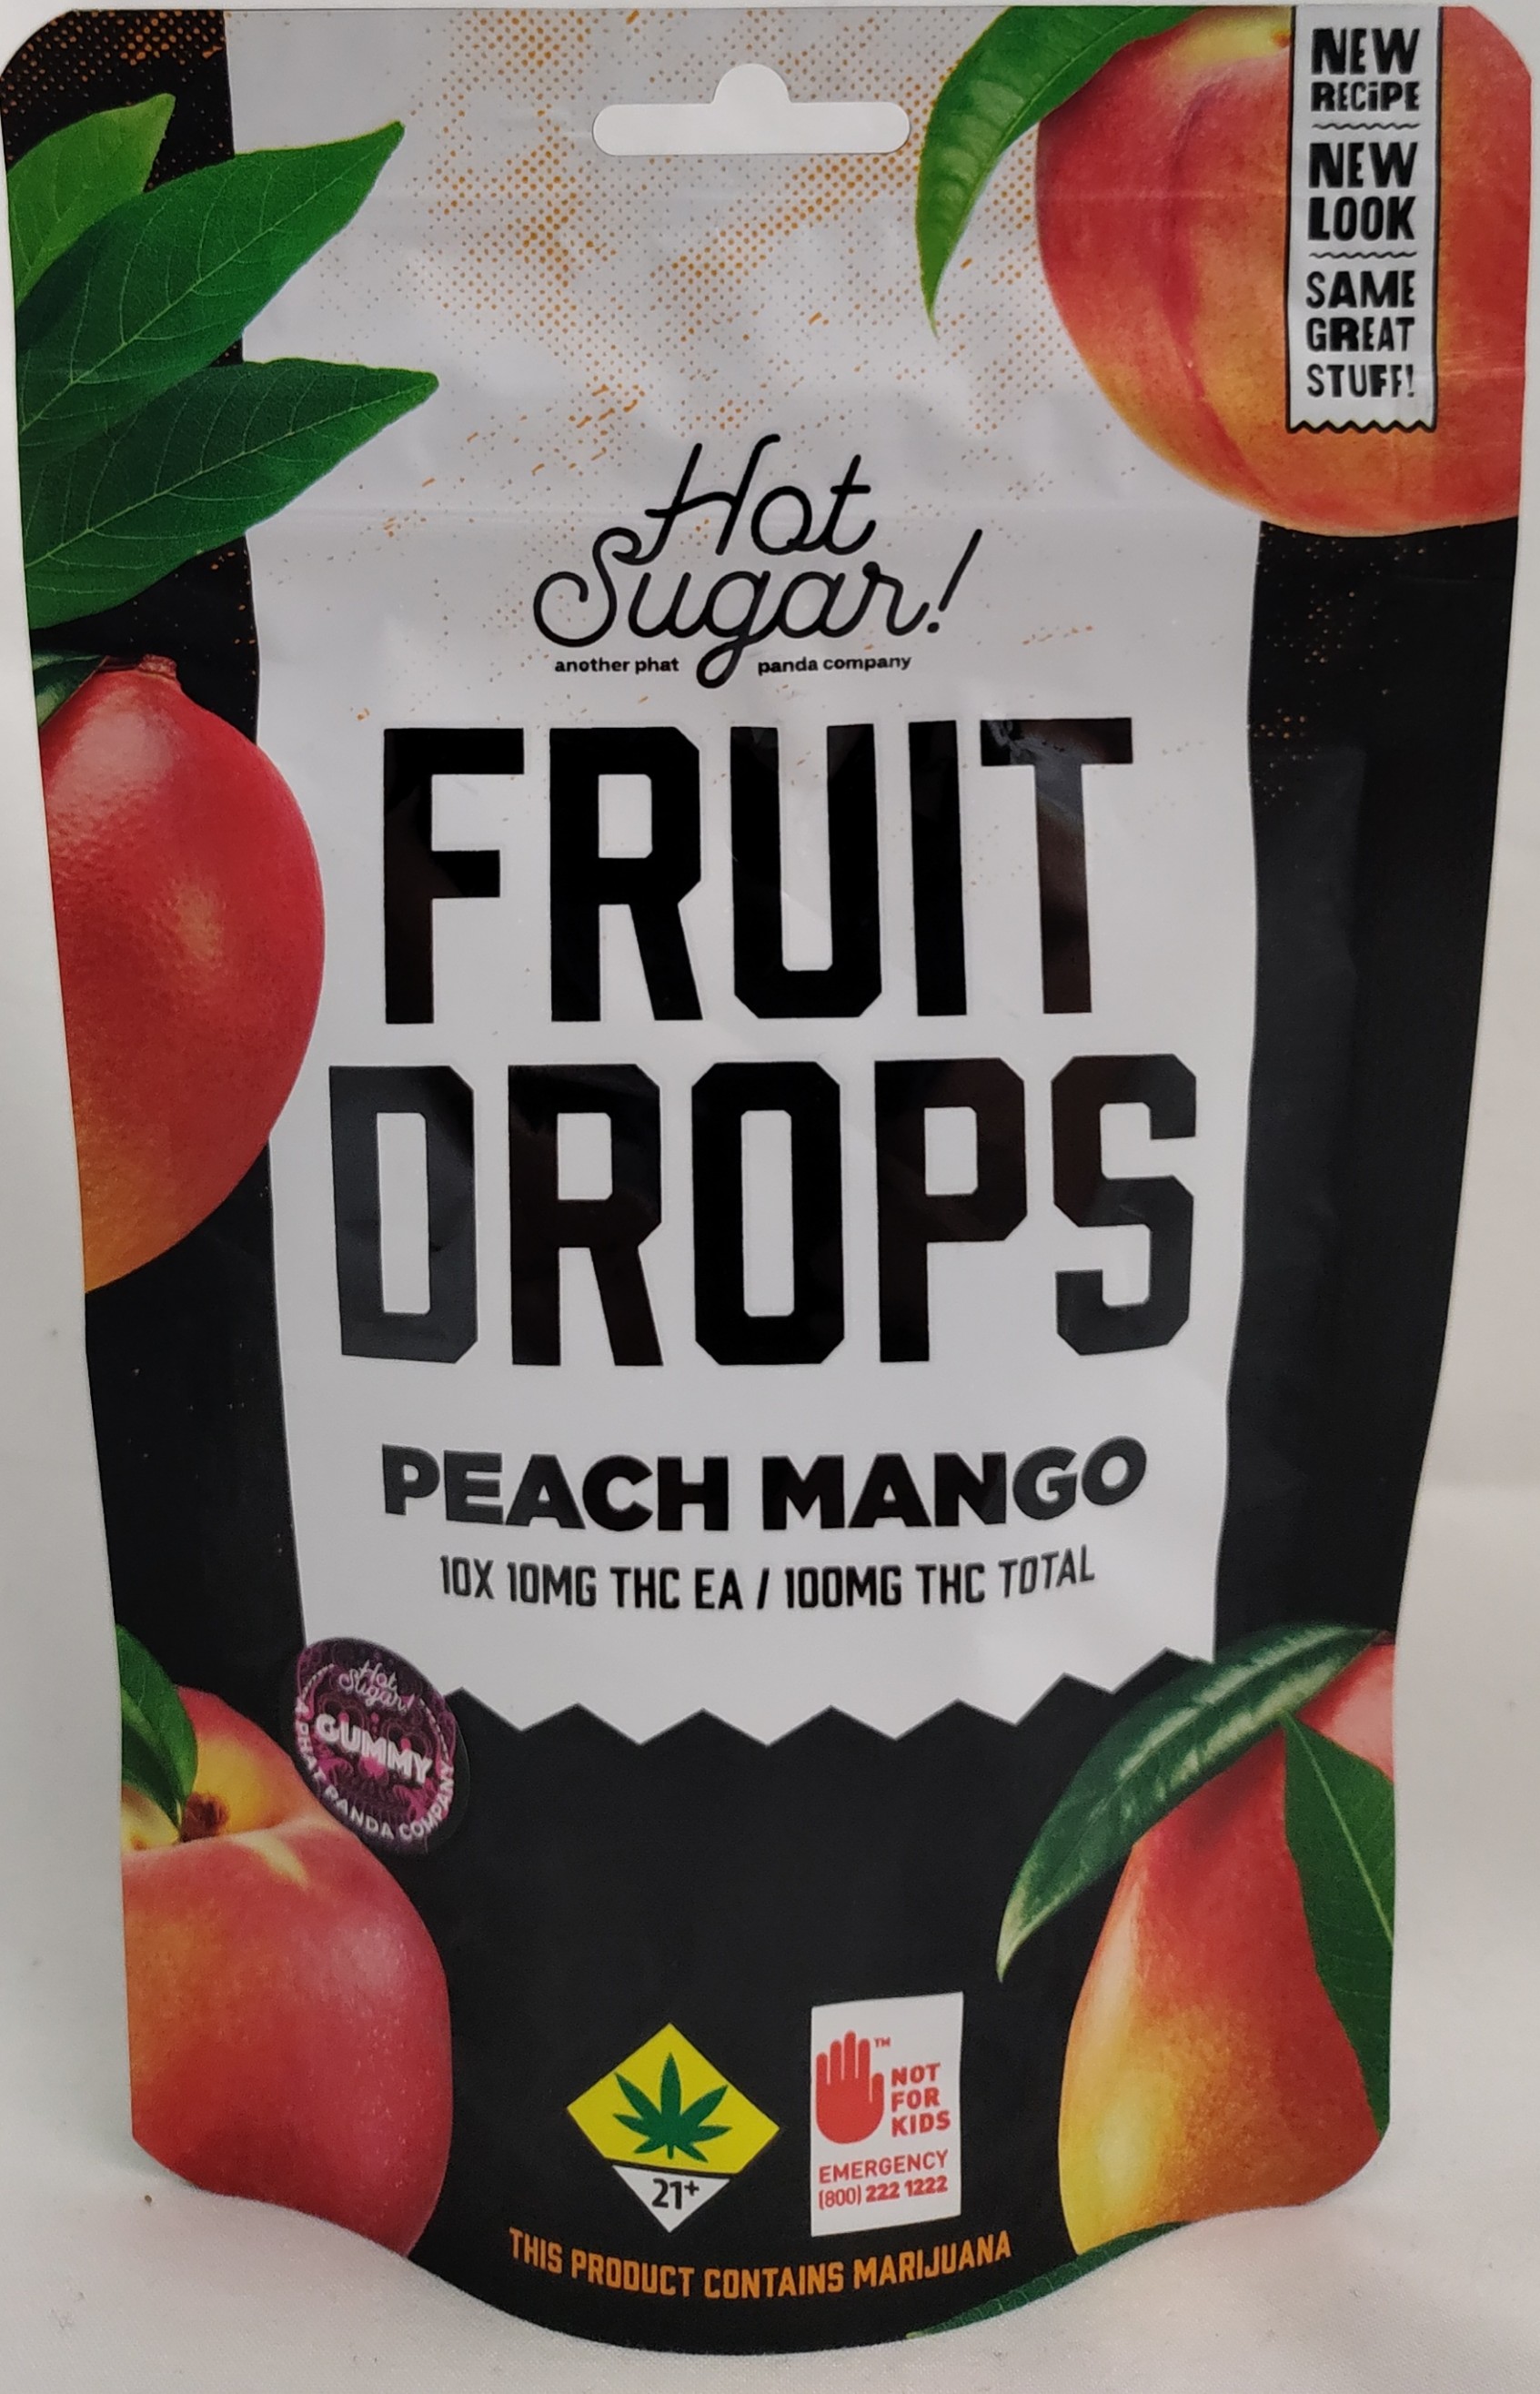 NEW
RECiPE
NEW
LOOK
SAME
GREAT
STUFF!
Hot
Sugar!
another phat panda company
FRUIT
DROPS
PEACH MANGO
10X 10MG THC EA / 100MG THC TOTAL
Hot
Sugar!
GUMMY
A PHAT PANDA COMPANY
21+
TM
NOT
FOR
KIDS
EMERGENCY
(800) 222 1222
THIS PRODUCT CONTAINS MARIJUANA